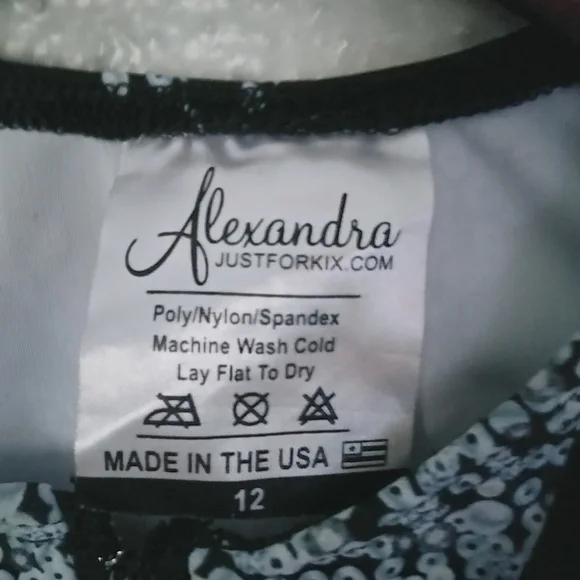 Alexandra
JUSTFORKIX.COM
Poly/Nylon/Spandex
Machine Wash Cold
Lay Flat To Dry
MADE IN THE USA
12